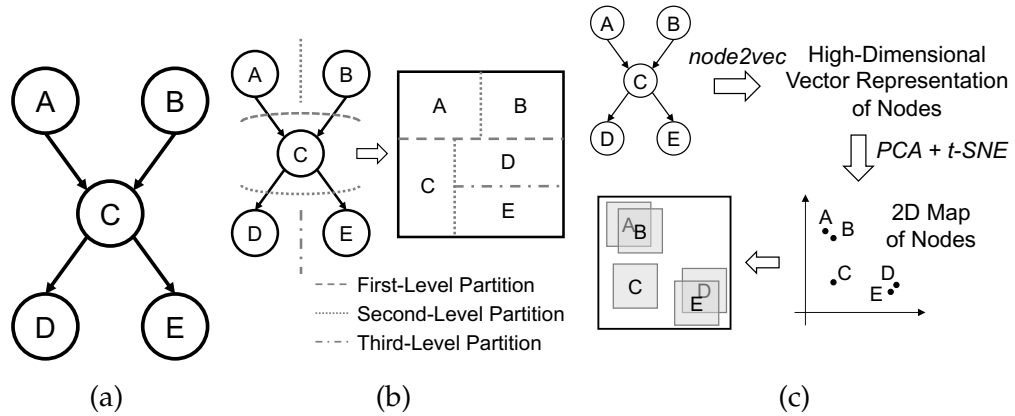 A
B
C
D
E
(a)
A
B
C
D
E
A
B
C
D
E
First-Level Partition
Second-Level Partition
Third-Level Partition
(b)
A
B
C
D
E
node2vec
High-Dimensional
Vector Representation
of Nodes
PCA + t-SNE
2D Map
of Nodes
A
B
C
D
E
A
B
C
D
E
(c)